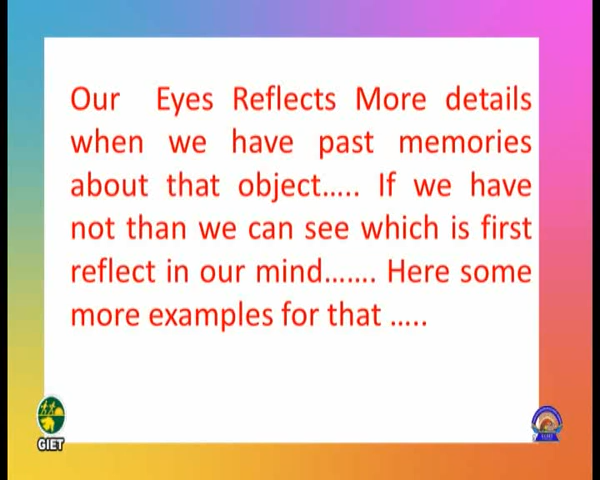 Our Eyes Reflects More details
when we have past memories
about that object..... If we have
not than we can see which is first
reflect in our mind....... Here some
more examples for that .....
GIET